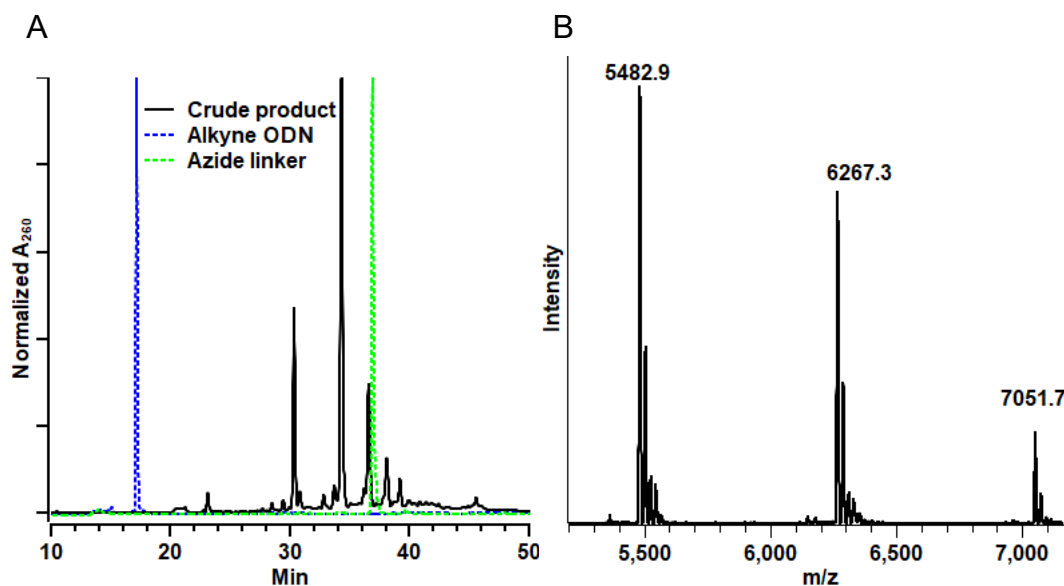 A
Crude product
Alkyne ODN
Azide linker
Normalized A₂₆₀
10 20 30 40 50
Min
B
5482.9
6267.3
7051.7
Intensity
5,500 6,000 6,500 7,000
m/z